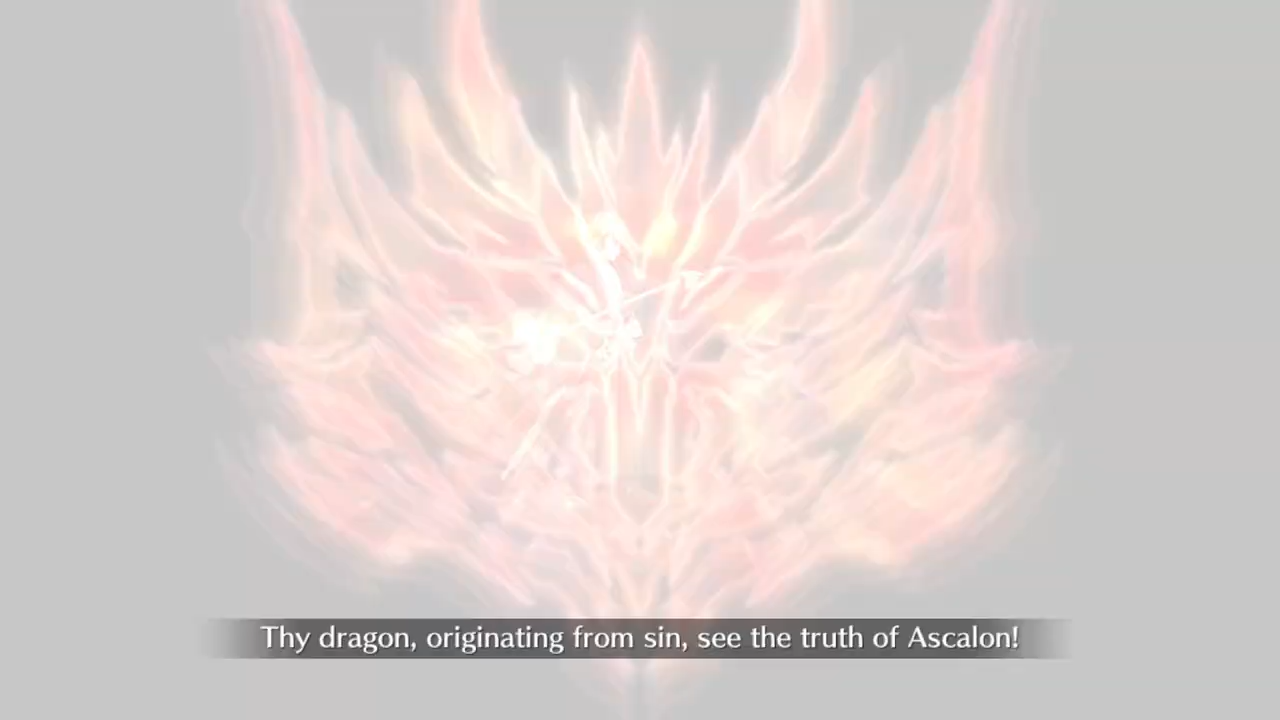 Thy dragon, originating from sin, see the truth of Ascalon!